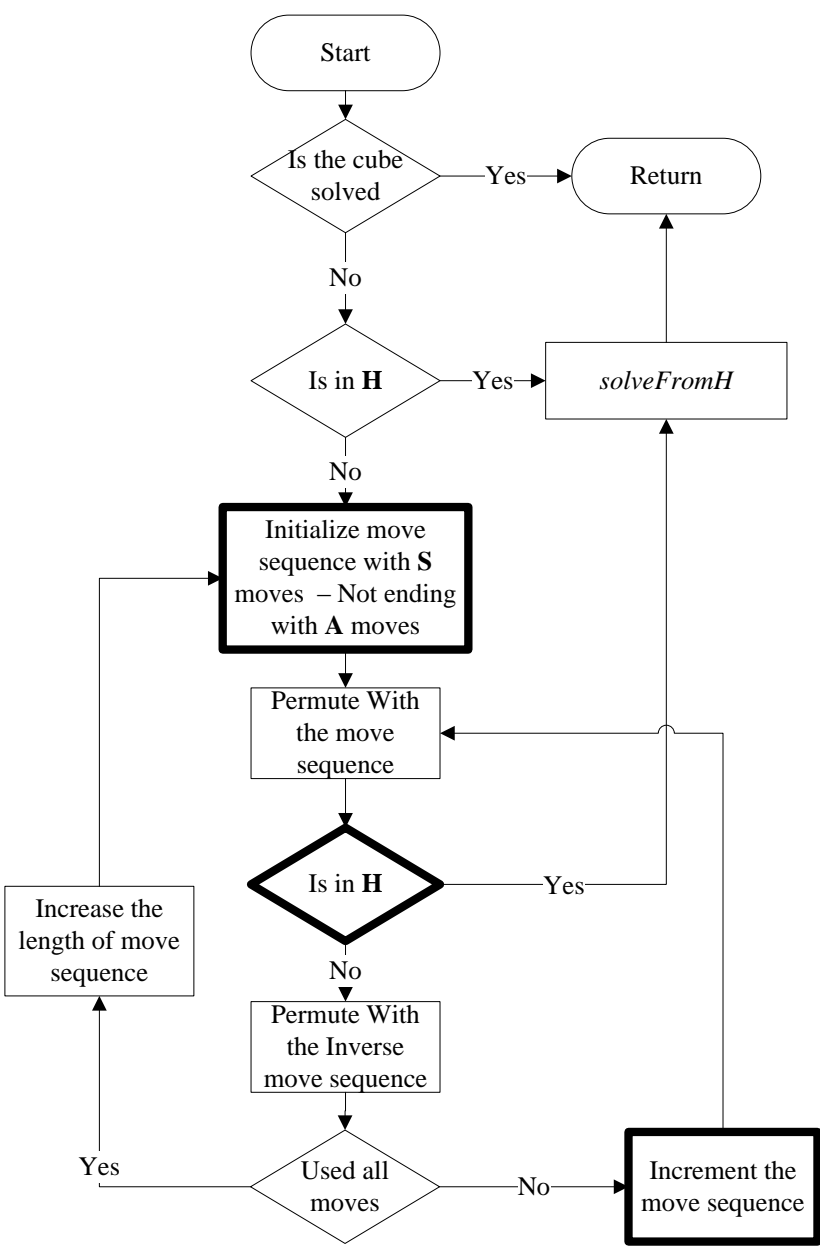 Start
Is the cube
solved
Yes
Return
No
Is in H
Yes
solveFromH
No
Initialize move
sequence with S
moves – Not ending
with A moves
Permute With
the move
sequence
Is in H
Yes
Increase the
length of move
sequence
No
Permute With
the Inverse
move sequence
Yes
Used all
moves
No
Increment the
move sequence